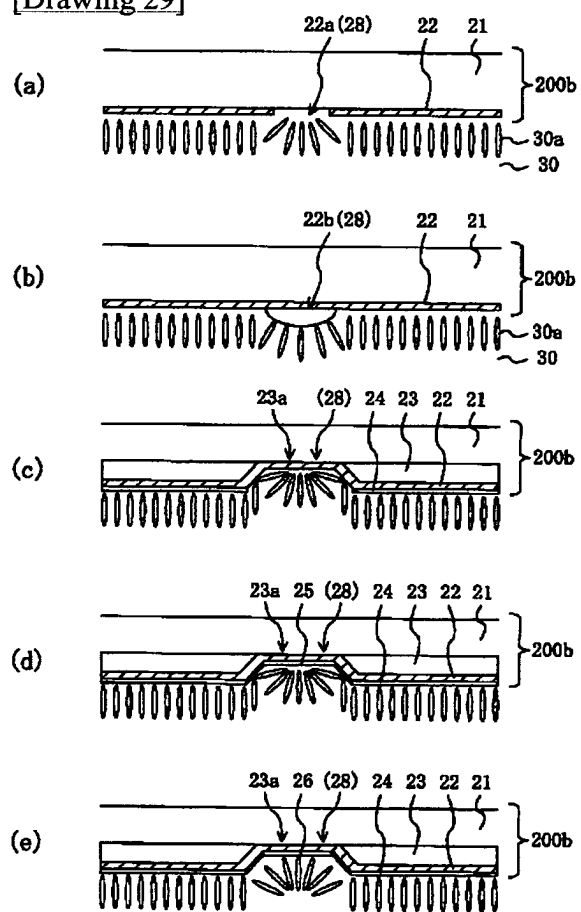 [Drawing 29]
22a(28) 22 21
(a) 200b
30a
30
22b(28) 22 21
(b) 200b
30a
30
23a (28) 24 23 22 21
(c) 200b
23a 25 (28) 24 23 22 21
(d) 200b
23a 26 (28) 24 23 22 21
(e) 200b